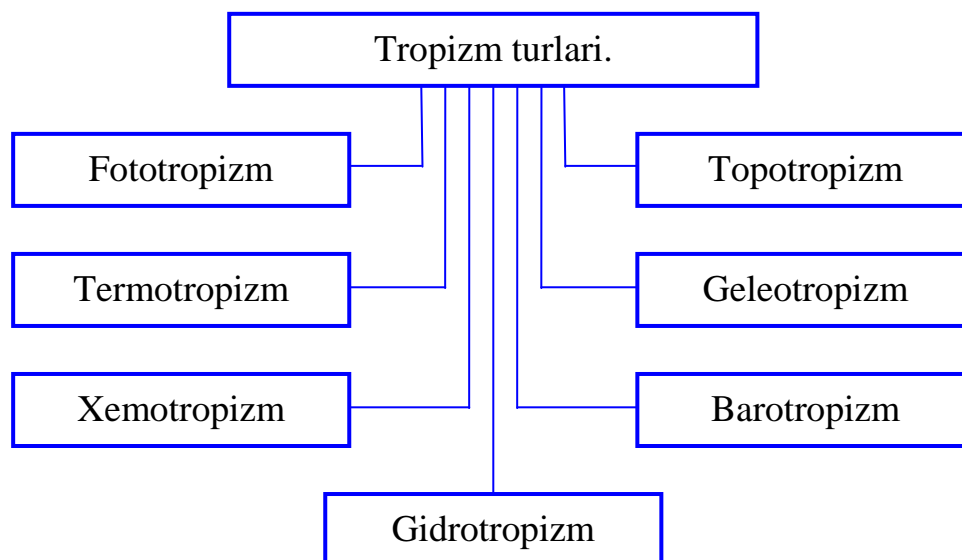 Tropizm turlari.
Fototropizm
Topotropizm
Termotropizm
Geleotropizm
Xemotropizm
Barotropizm
Gidrotropizm